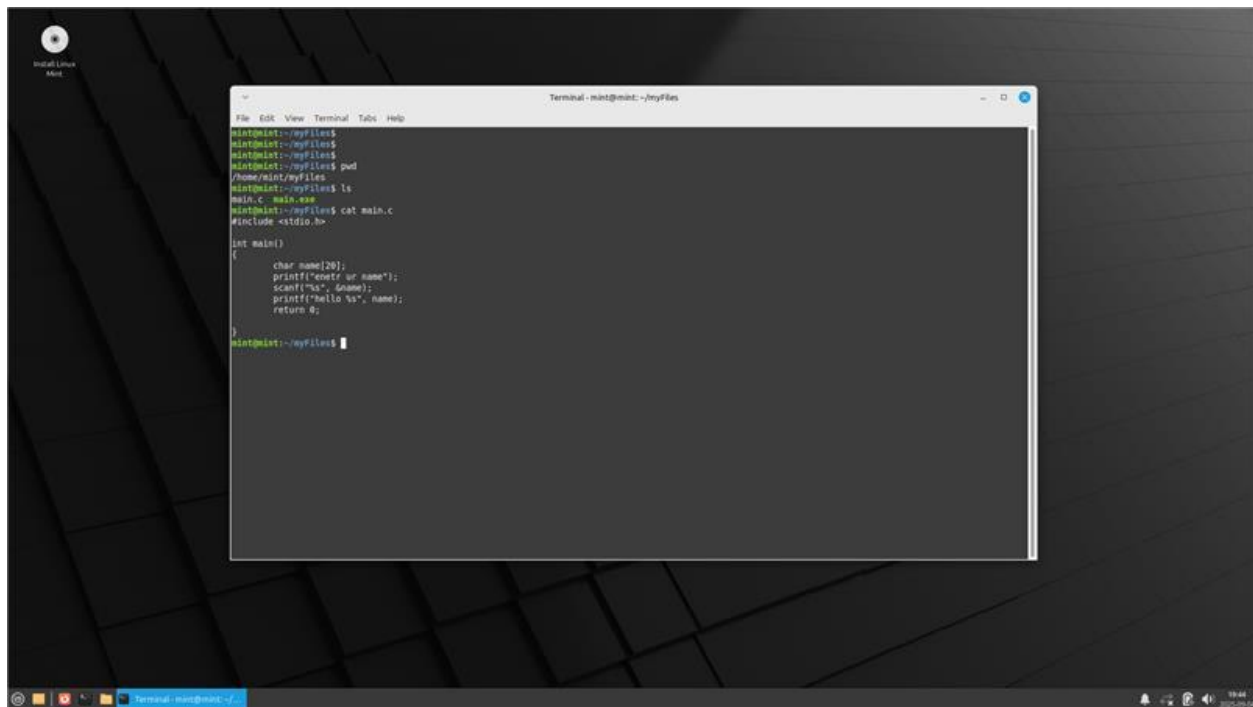 Install Linux
Mint
Terminal - mint@mint: ~/myFiles
File Edit View Terminal Tabs Help
mint@mint:~/myFiles$
mint@mint:~/myFiles$
mint@mint:~/myFiles$
mint@mint:~/myFiles$ pwd
/home/mint/myFiles
mint@mint:~/myFiles$ ls
main.c main.exe
mint@mint:~/myFiles$ cat main.c
#include <stdio.h>
int main()
{
char name[20];
printf("enetr ur name");
scanf("%s", &name);
printf("hello %s", name);
return 0;
}
mint@mint:~/myFiles$
Terminal - mint@mint: ~/...
19:44